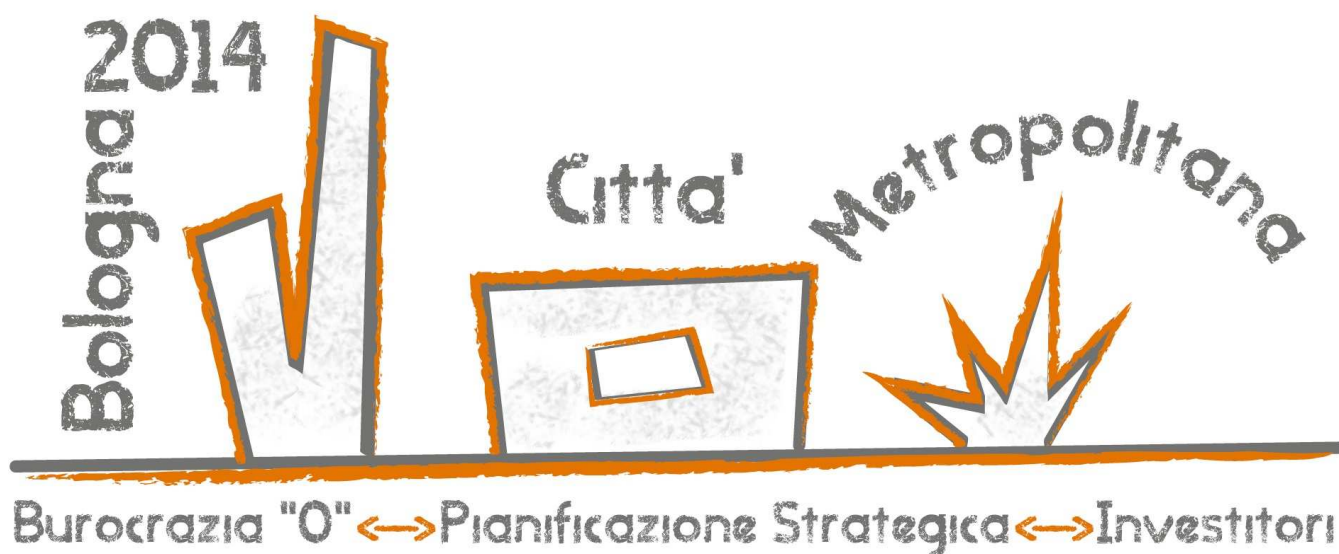 Bologna
2014
Citta'
Metropolitana
Burocrazia "0"<->Pianificazione Strategica<->Investitori